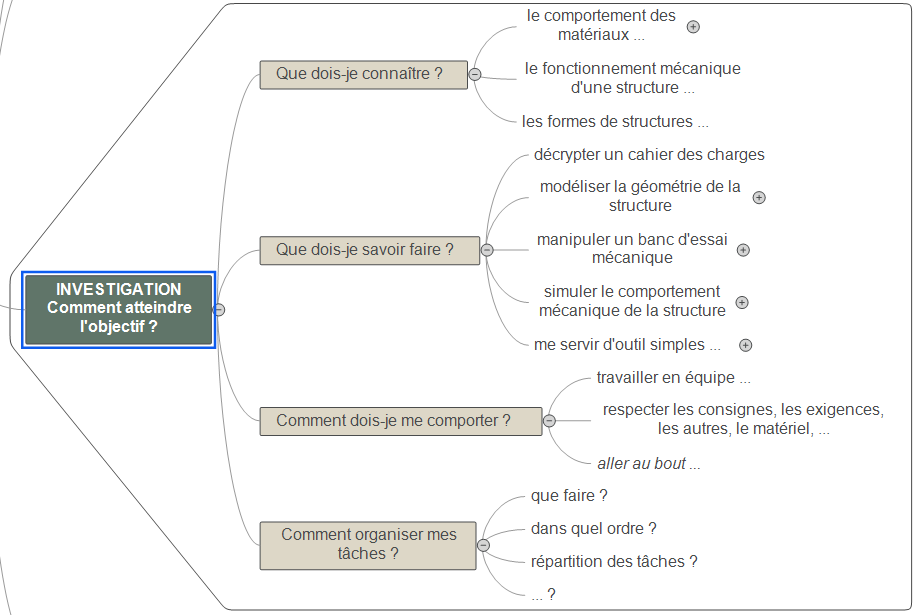 INVESTIGATION
Comment atteindre
l'objectif ?
Que dois-je connaître ?
le comportement des
matériaux ...
le fonctionnement mécanique
d'une structure ...
les formes de structures ...
Que dois-je savoir faire ?
décrypter un cahier des charges
modéliser la géométrie de la
structure
manipuler un banc d'essai
mécanique
simuler le comportement
mécanique de la structure
me servir d'outil simples ...
Comment dois-je me comporter ?
travailler en équipe ...
respecter les consignes, les exigences,
les autres, le matériel, ...
aller au bout ...
Comment organiser mes
tâches ?
que faire ?
dans quel ordre ?
répartition des tâches ?
... ?